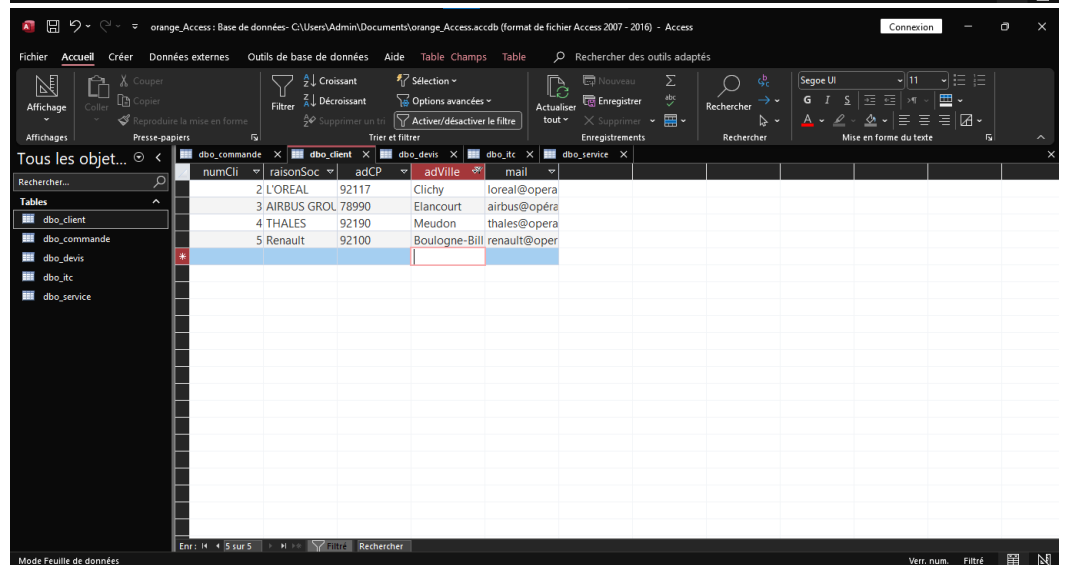 orange_Access : Base de données- C:\Users\Admin\Documents\orange_Access.accdb (format de fichier Access 2007 - 2016) - Access Connexion
Fichier Accueil Créer Données externes Outils de base de données Aide Table Champs Table Rechercher des outils adaptés
Affichage
Coller
Couper
Copier
Reproduire la mise en forme
Filtrer
Croissant
Décroissant
Supprimer un tri
Sélection
Options avancées
Activer/désactiver le filtre
Actualiser
tout
Nouveau
Enregistrer
Supprimer
Rechercher
Segoe UI 11
G I S
Affichages Presse-papiers Trier et filtrer Enregistrements Rechercher Mise en forme du texte
Tous les objet...
Rechercher...
Tables
dbo_client
dbo_commande
dbo_devis
dbo_itc
dbo_service
dbo_commande dbo_client dbo_devis dbo_itc dbo_service
numCli raisonSoc adCP adVille mail
2 L'OREAL 92117 Clichy loreal@opera
3 AIRBUS GROU 78990 Elancourt airbus@opéra
4 THALES 92190 Meudon thales@opera
5 Renault 92100 Boulogne-Bill renault@oper
Enr : 5 sur 5 Filtré Rechercher
Mode Feuille de données Verr. num. Filtré